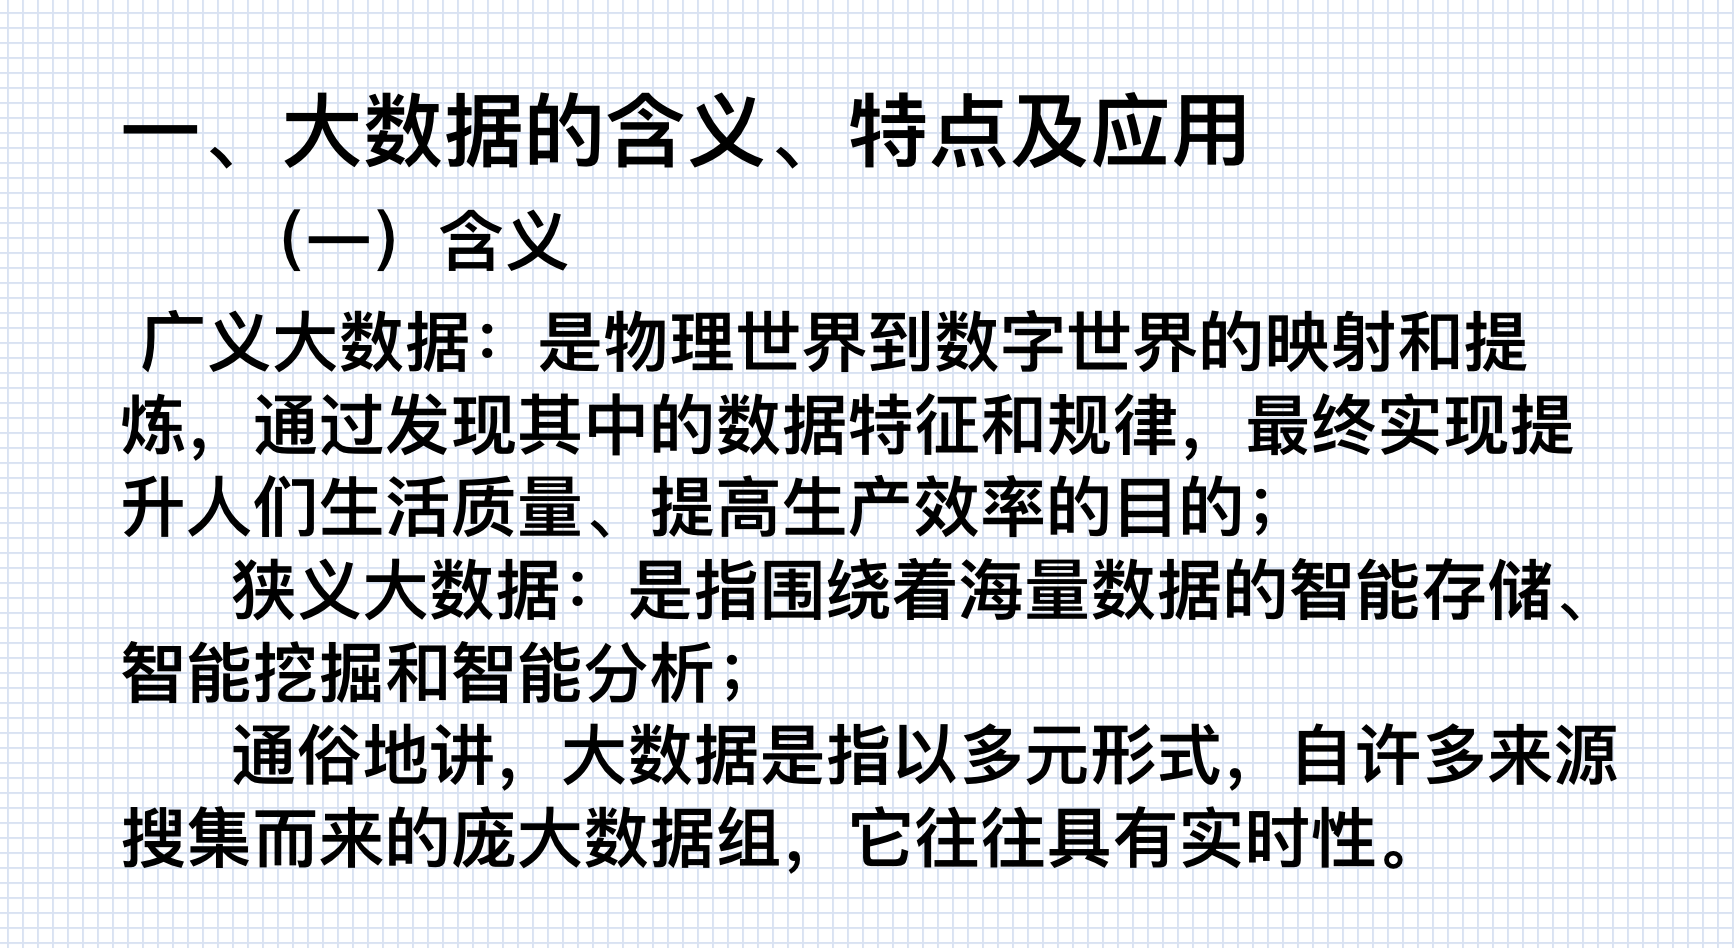 一、大数据的含义、特点及应用
（一）含义
广义大数据：是物理世界到数字世界的映射和提
炼，通过发现其中的数据特征和规律，最终实现提
升人们生活质量、提高生产效率的目的；
狭义大数据：是指围绕着海量数据的智能存储、
智能挖掘和智能分析；
通俗地讲，大数据是指以多元形式，自许多来源
搜集而来的庞大数据组，它往往具有实时性。